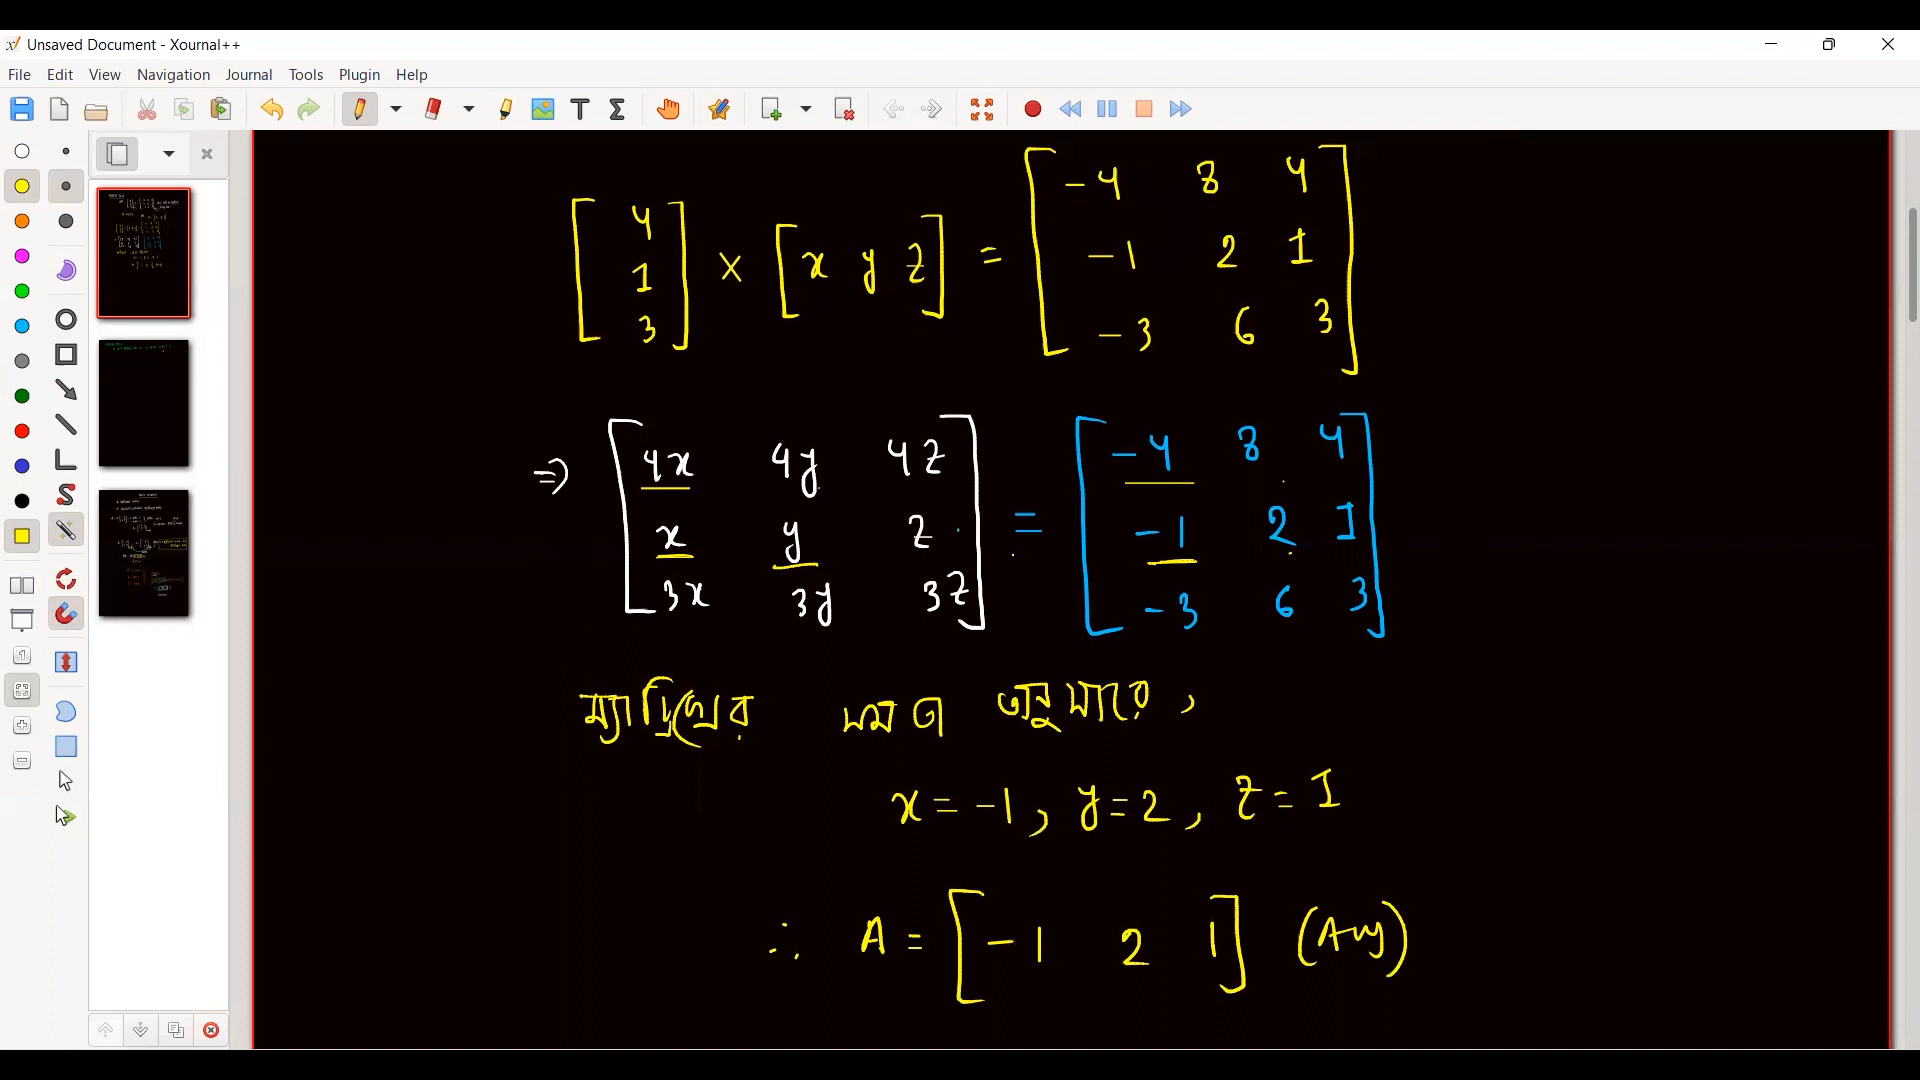 Unsaved Document - Xournal++
File Edit View Navigation Journal Tools Plugin Help
[4 1 3] × [x y z] = [-4 8 4 -1 2 1 -3 6 3]
⇒ [4x 4y 4z x y z 3x 3y 3z] = [-4 8 4 -1 2 1 -3 6 3]
ম্যাট্রিক্সের সমতা অনুসারে,
x = -1, y = 2, z = 1
∴ A = [-1 2 1] (Ans)